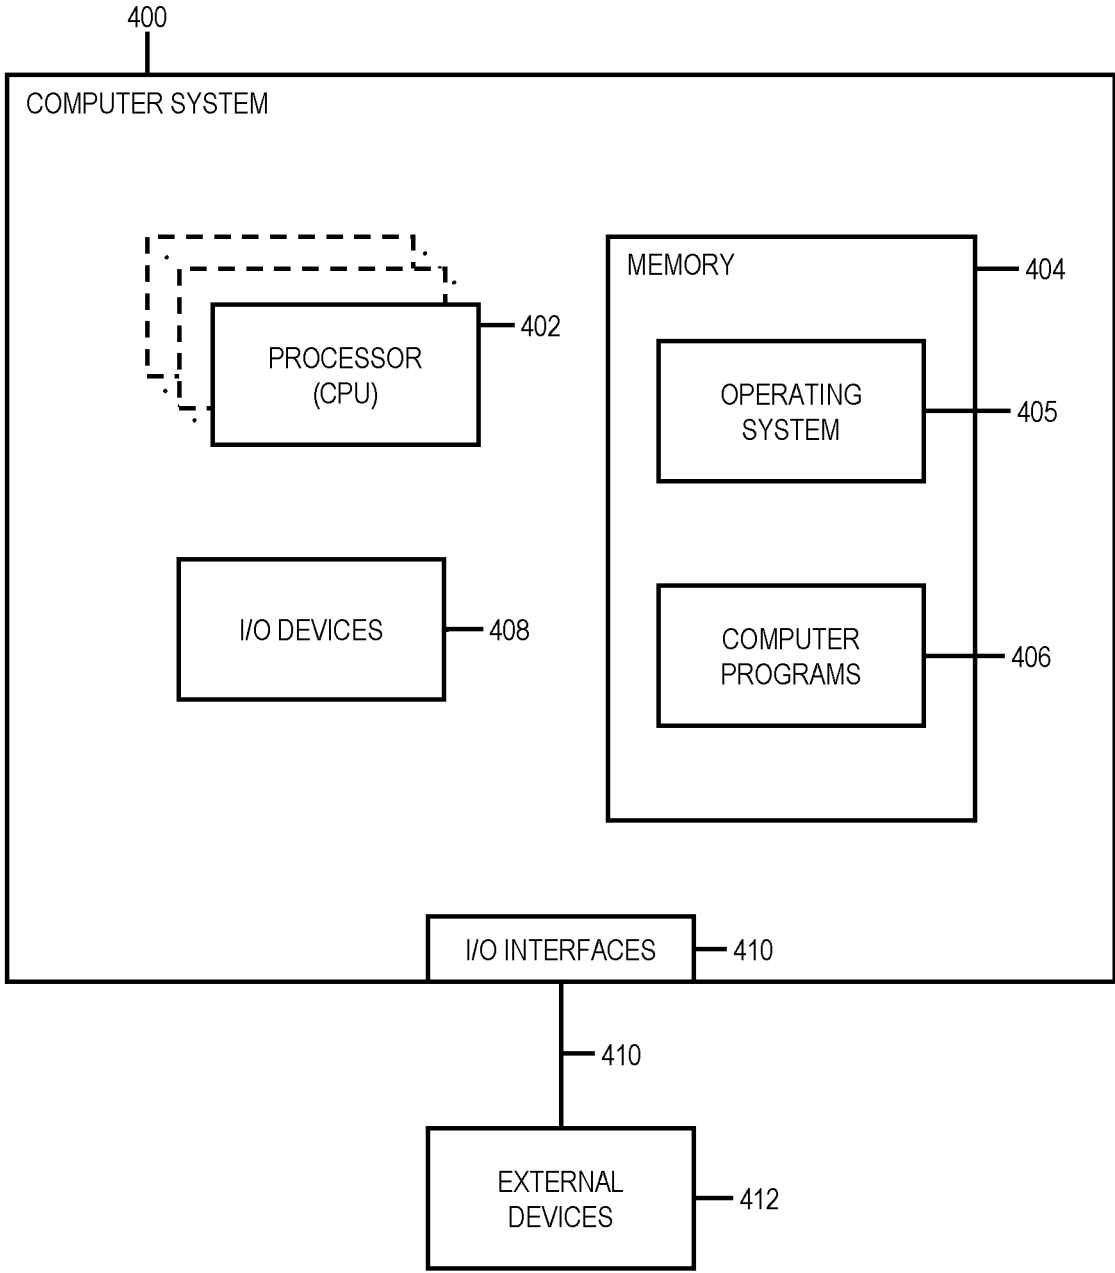 400
COMPUTER SYSTEM
MEMORY
404
402
PROCESSOR
(CPU)
OPERATING
SYSTEM
405
I/O DEVICES
408
COMPUTER
PROGRAMS
406
I/O INTERFACES
410
410
EXTERNAL
DEVICES
412